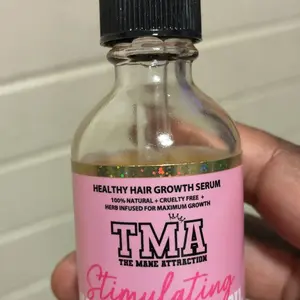 HEALTHY HAIR GROWTH SERUM
100% NATURAL + CRUELTY FREE +
HERB INFUSED FOR MAXIMUM GROWTH
TMA
THE MANE ATTRACTION
Stimulating